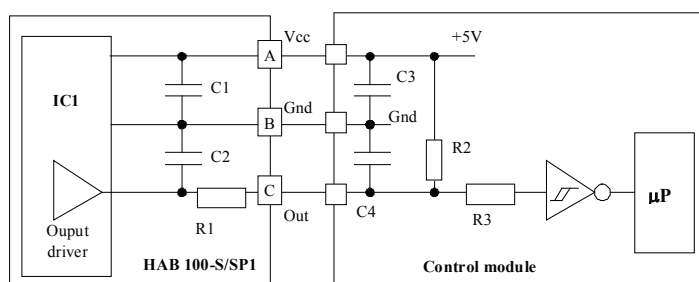 Vcc
+5V
A
C3
IC1
C1
Gnd
Gnd
B
R2
C2
µP
C
R1
Out
C4
R3
Ouput
driver
HAB 100-S/SP1
Control module